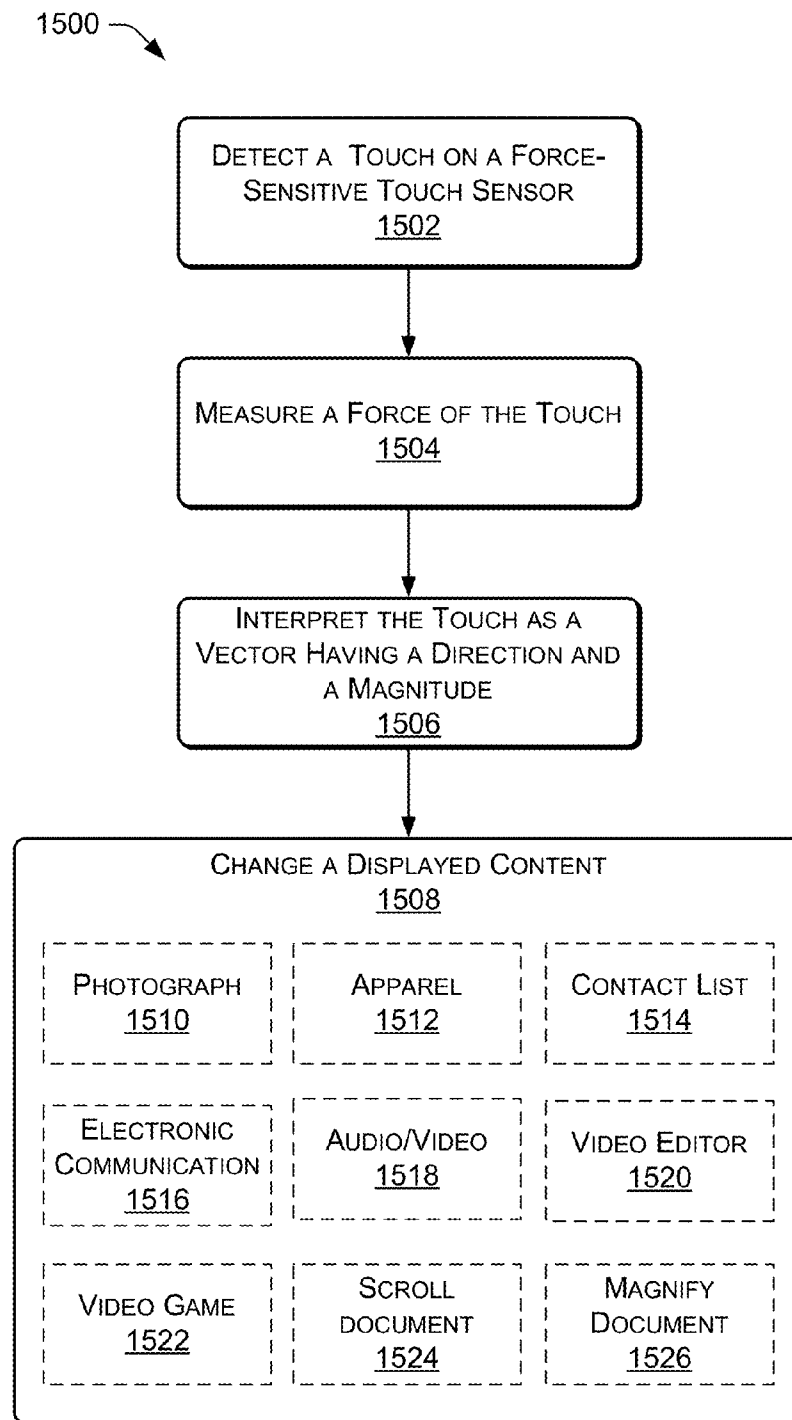 1500
DETECT A TOUCH ON A FORCE-
SENSITIVE TOUCH SENSOR
1502
MEASURE A FORCE OF THE TOUCH
1504
INTERPRET THE TOUCH AS A
VECTOR HAVING A DIRECTION AND
A MAGNITUDE
1506
CHANGE A DISPLAYED CONTENT
1508
PHOTOGRAPH
1510
APPAREL
1512
CONTACT LIST
1514
ELECTRONIC
COMMUNICATION
1516
AUDIO/VIDEO
1518
VIDEO EDITOR
1520
VIDEO GAME
1522
SCROLL
DOCUMENT
1524
MAGNIFY
DOCUMENT
1526